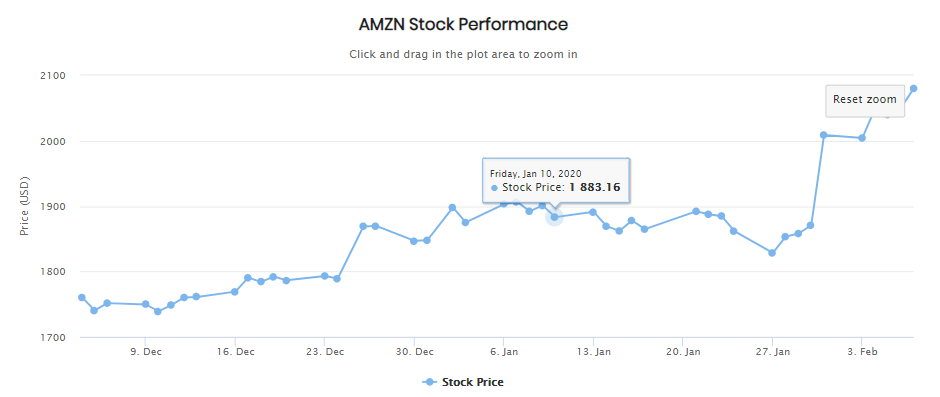 AMZN Stock Performance
Click and drag in the plot area to zoom in
Price (USD)
2100
2000
1900
1800
1700
Reset zoom
Friday, Jan 10, 2020
Stock Price: 1 883.16
9. Dec 16. Dec 23. Dec 30. Dec 6. Jan 13. Jan 20. Jan 27. Jan 3. Feb
Stock Price